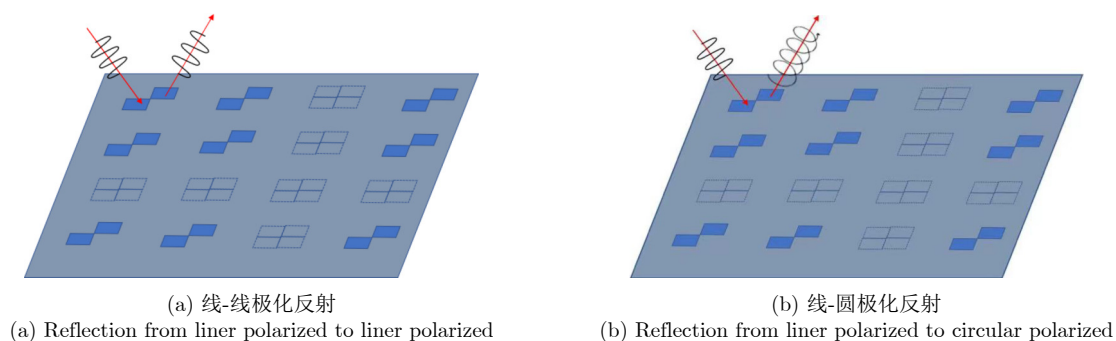 (a) 线-线极化反射
(a) Reflection from liner polarized to liner polarized
(b) 线-圆极化反射
(b) Reflection from liner polarized to circular polarized